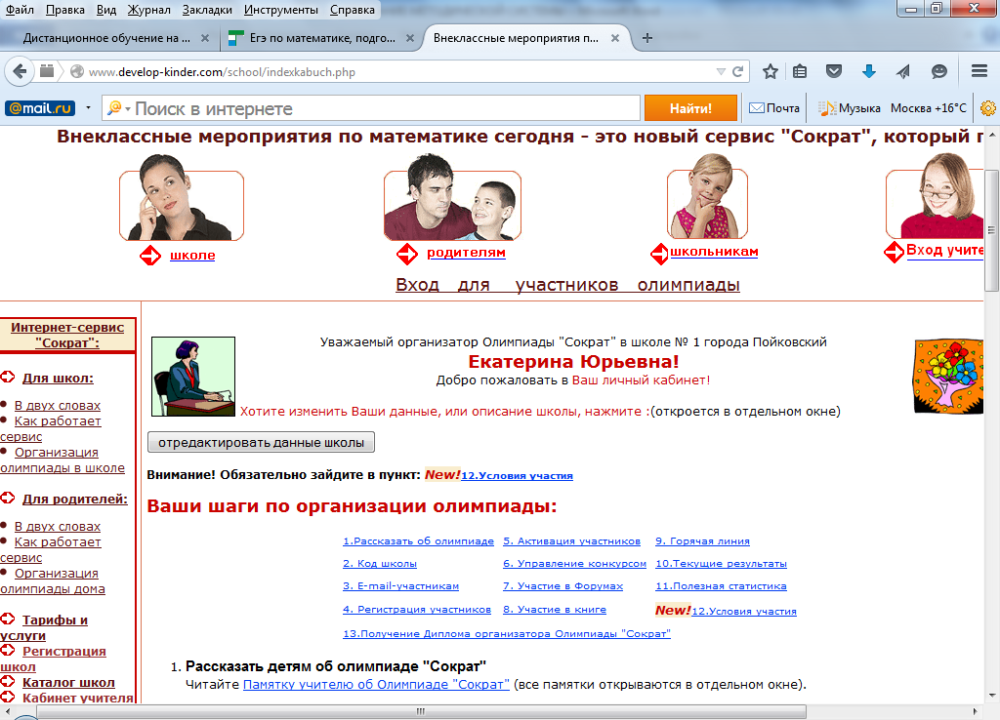 Файл Правка Вид Журнал Закладки Инструменты Справка
Дистанционное обучение на ... Егэ по математике, подго... Внеклассные мероприятия п...
www.develop-kinder.com/school/indexkabuch.php
@mail.ru Поиск в интернете Найти! Почта Музыка Москва +16°C
Внеклассные мероприятия по математике сегодня - это новый сервис "Сократ", который
школе родителям школьникам Вход учите
Вход для участников олимпиады
Интернет-сервис
"Сократ":
Для школ:
В двух словах
Как работает
сервис
Организация
олимпиады в школе
Для родителей:
В двух словах
Как работает
сервис
Организация
олимпиады дома
Тарифы и
услуги
Регистрация
школ
Каталог школ
Кабинет учителя
Уважаемый организатор Олимпиады "Сократ" в школе № 1 города Пойковский
Екатерина Юрьевна!
Добро пожаловать в Ваш личный кабинет!
Хотите изменить Ваши данные, или описание школы, нажмите :(откроется в отдельном окне)
отредактировать данные школы
Внимание! Обязательно зайдите в пункт: New!12.Условия участия
Ваши шаги по организации олимпиады:
1.Рассказать об олимпиаде 5. Активация участников 9. Горячая линия
2. Код школы 6. Управление конкурсом 10.Текущие результаты
3. E-mail-участникам 7. Участие в Форумах 11.Полезная статистика
4. Регистрация участников 8. Участие в книге New!12.Условия участия
13.Получение Диплома организатора Олимпиады "Сократ"
1. Рассказать детям об олимпиаде "Сократ"
Читайте Памятку учителю об Олимпиаде "Сократ" (все памятки открываются в отдельном окне).